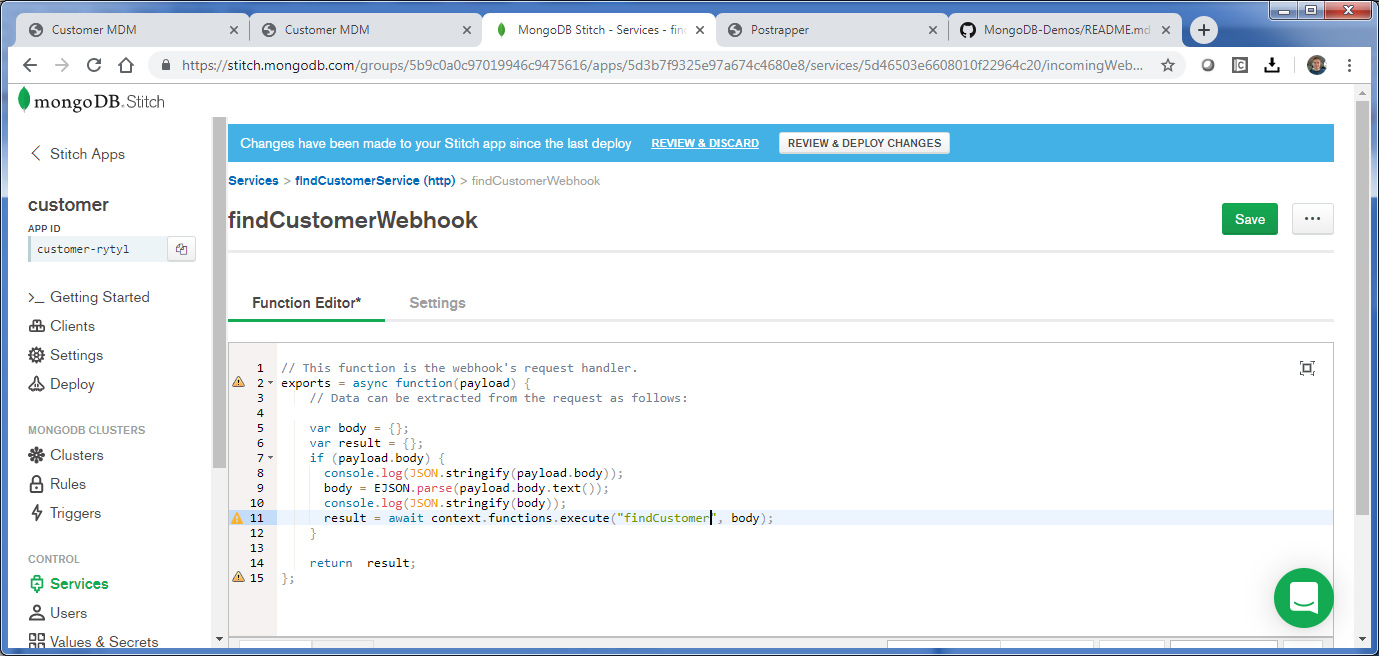 Customer MDM
Customer MDM
MongoDB Stitch - Services - fin
Postrapper
MongoDB-Demos/README.md
https://stitch.mongodb.com/groups/5b9c0a0c97019946c9475616/apps/5d3b7f9325e97a674c4680e8/services/5d46503e6608010f22964c20/incomingWeb...
mongoDB. Stitch
Stitch Apps
customer
APP ID
customer-rytyl
Getting Started
Clients
Settings
Deploy
MONGODB CLUSTERS
Clusters
Rules
Triggers
CONTROL
Services
Users
Values & Secrets
Changes have been made to your Stitch app since the last deploy REVIEW & DISCARD REVIEW & DEPLOY CHANGES
Services > findCustomerService (http) > findCustomerWebhook
findCustomerWebhook
Save ...
Function Editor* Settings
1 // This function is the webhook's request handler.
2 exports = async function(payload) {
3 // Data can be extracted from the request as follows:
4
5 var body = {};
6 var result = {};
7 if (payload.body) {
8 console.log(JSON.stringify(payload.body));
9 body = EJSON.parse(payload.body.text());
10 console.log(JSON.stringify(body));
11 result = await context.functions.execute("findCustomer", body);
12 }
13
14 return  result;
15 };